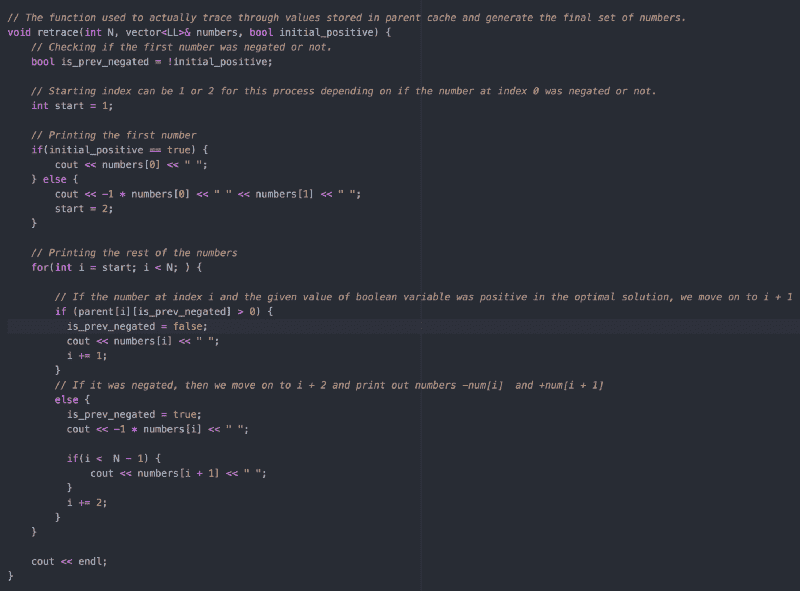 // The function used to actually trace through values stored in parent cache and generate the final set of numbers.
void retrace(int N, vector<LL>& numbers, bool initial_positive) {
    // Checking if the first number was negated or not.
    bool is_prev_negated = !initial_positive;

    // Starting index can be 1 or 2 for this process depending on if the number at index 0 was negated or not.
    int start = 1;

    // Printing the first number
    if(initial_positive == true) {
        cout << numbers[0] << " ";
    } else {
        cout << -1 * numbers[0] << " " << numbers[1] << " ";
        start = 2;
    }

    // Printing the rest of the numbers
    for(int i = start; i < N; ) {

        // If the number at index i and the given value of boolean variable was positive in the optimal solution, we move on to i + 1
        if (parent[i][is_prev_negated] > 0) {
          is_prev_negated = false;
          cout << numbers[i] << " ";
          i += 1;
        }
        // If it was negated, then we move on to i + 2 and print out numbers -num[i]  and +num[i + 1]
        else {
          is_prev_negated = true;
          cout << -1 * numbers[i] << " ";

          if(i <  N - 1) {
              cout << numbers[i + 1] << " ";
          }
          i += 2;
        }
    }

    cout << endl;
}